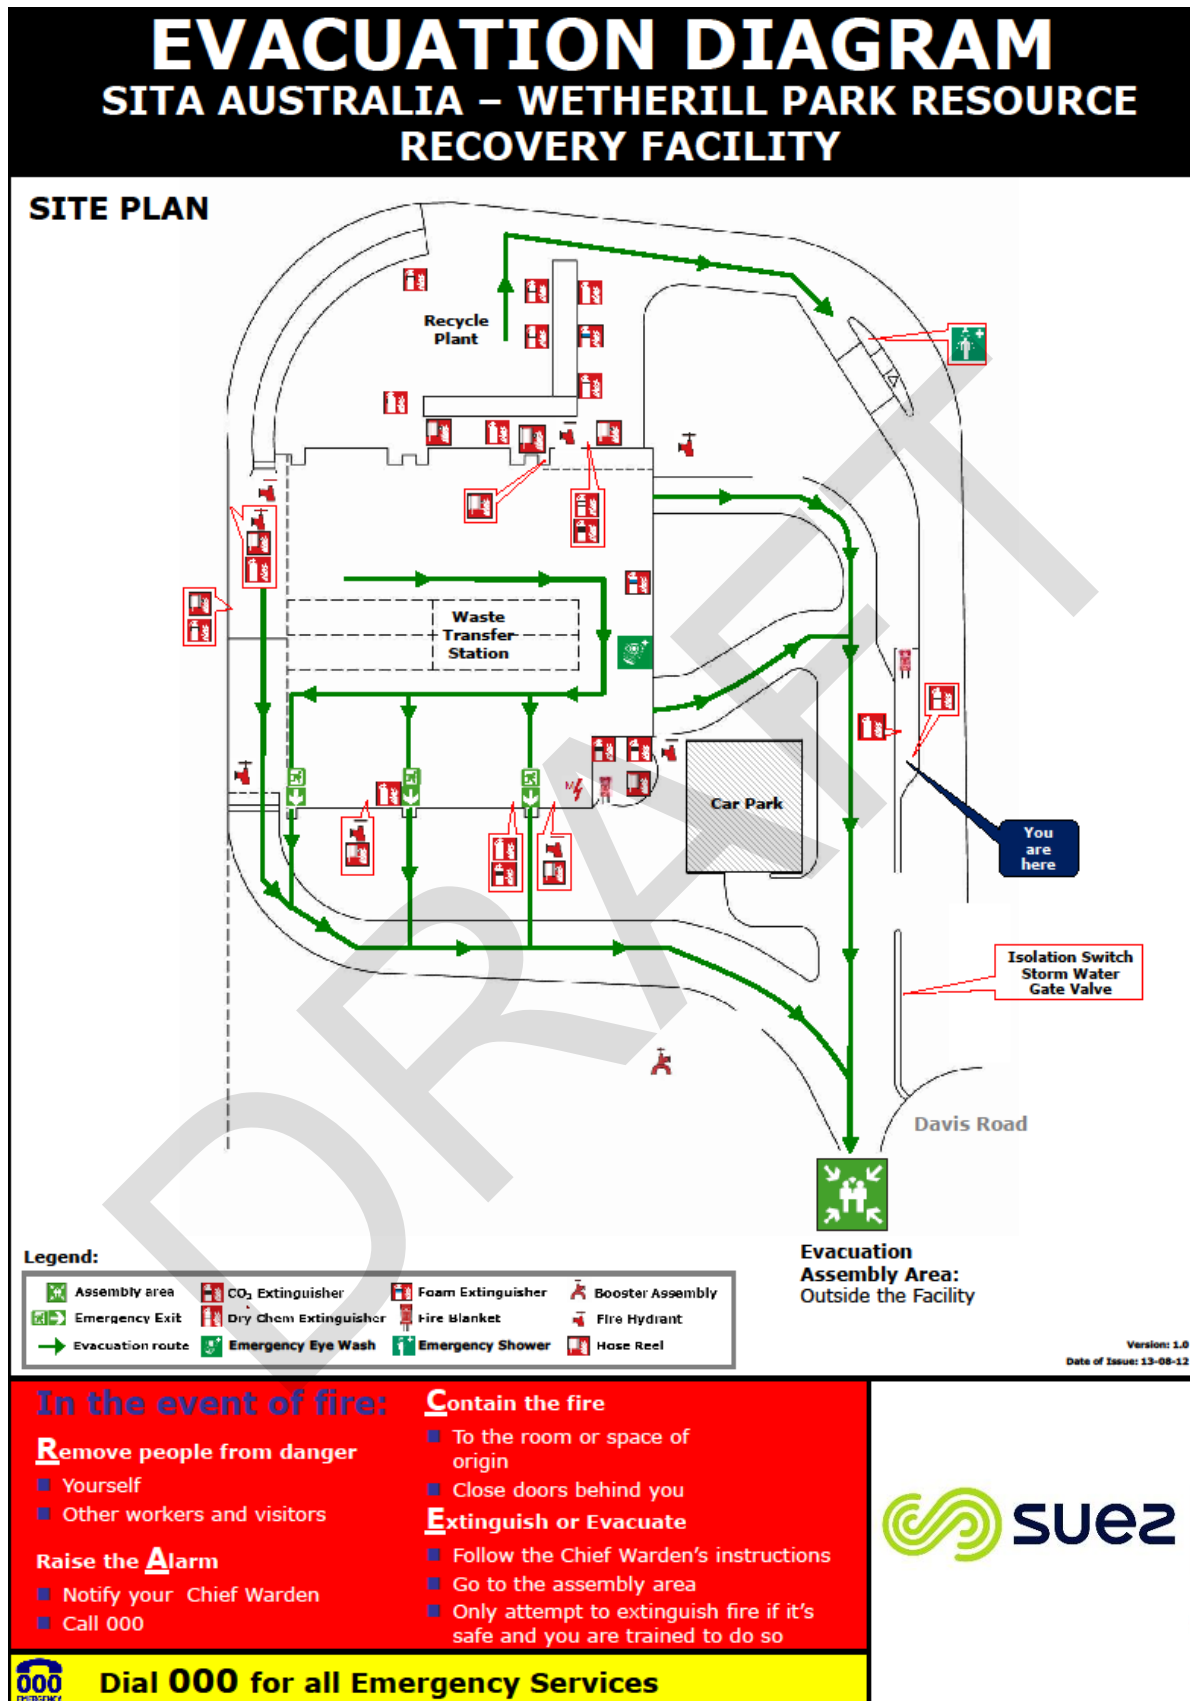 EVACUATION DIAGRAM
SITA AUSTRALIA – WETHERILL PARK RESOURCE
RECOVERY FACILITY
SITE PLAN
Recycle
Plant
Waste
Transfer
Station
Car Park
You
are
here
Isolation Switch
Storm Water
Gate Valve
Davis Road
DRAFT
Evacuation
Assembly Area:
Outside the Facility
Legend:
Assembly area
CO2 Extinguisher
Foam Extinguisher
Booster Assembly
Emergency Exit
Dry Chem Extinguisher
Fire Blanket
Fire Hydrant
Evacuation route
Emergency Eye Wash
Emergency Shower
Hose Reel
Version: 1.0
Date of Issue: 13-08-12
In the event of fire:
Remove people from danger
Yourself
Other workers and visitors
Raise the Alarm
Notify your Chief Warden
Call 000
Contain the fire
To the room or space of
origin
Close doors behind you
Extinguish or Evacuate
Follow the Chief Warden's instructions
Go to the assembly area
Only attempt to extinguish fire if it's
safe and you are trained to do so
suez
000
EMERGENCY
Dial 000 for all Emergency Services